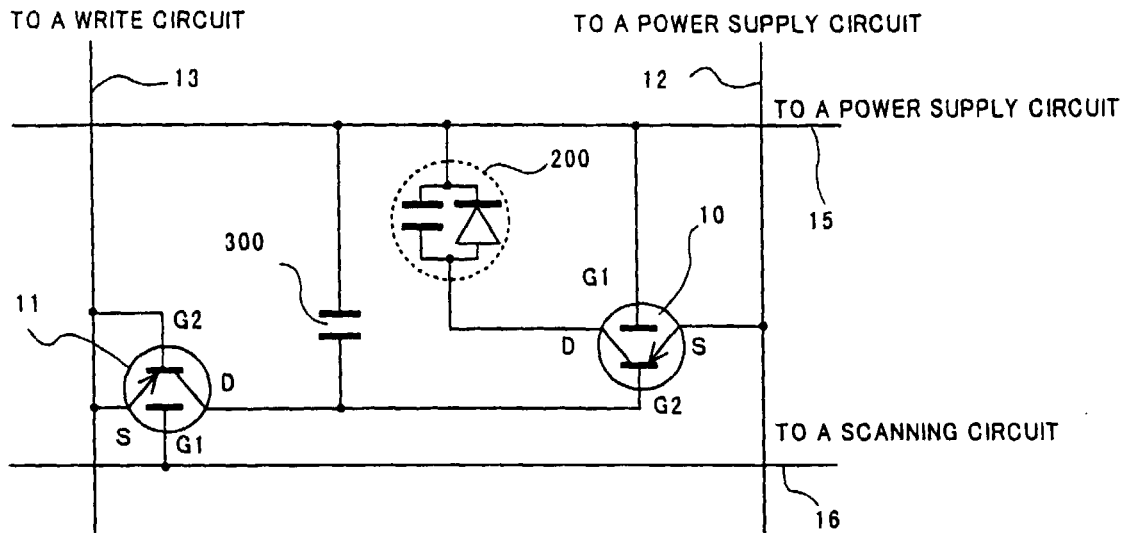 TO A WRITE CIRCUIT
TO A POWER SUPPLY CIRCUIT
13
12
TO A POWER SUPPLY CIRCUIT
200
15
10
300
G1
11
G2
D
S
D
G2
S
G1
TO A SCANNING CIRCUIT
16